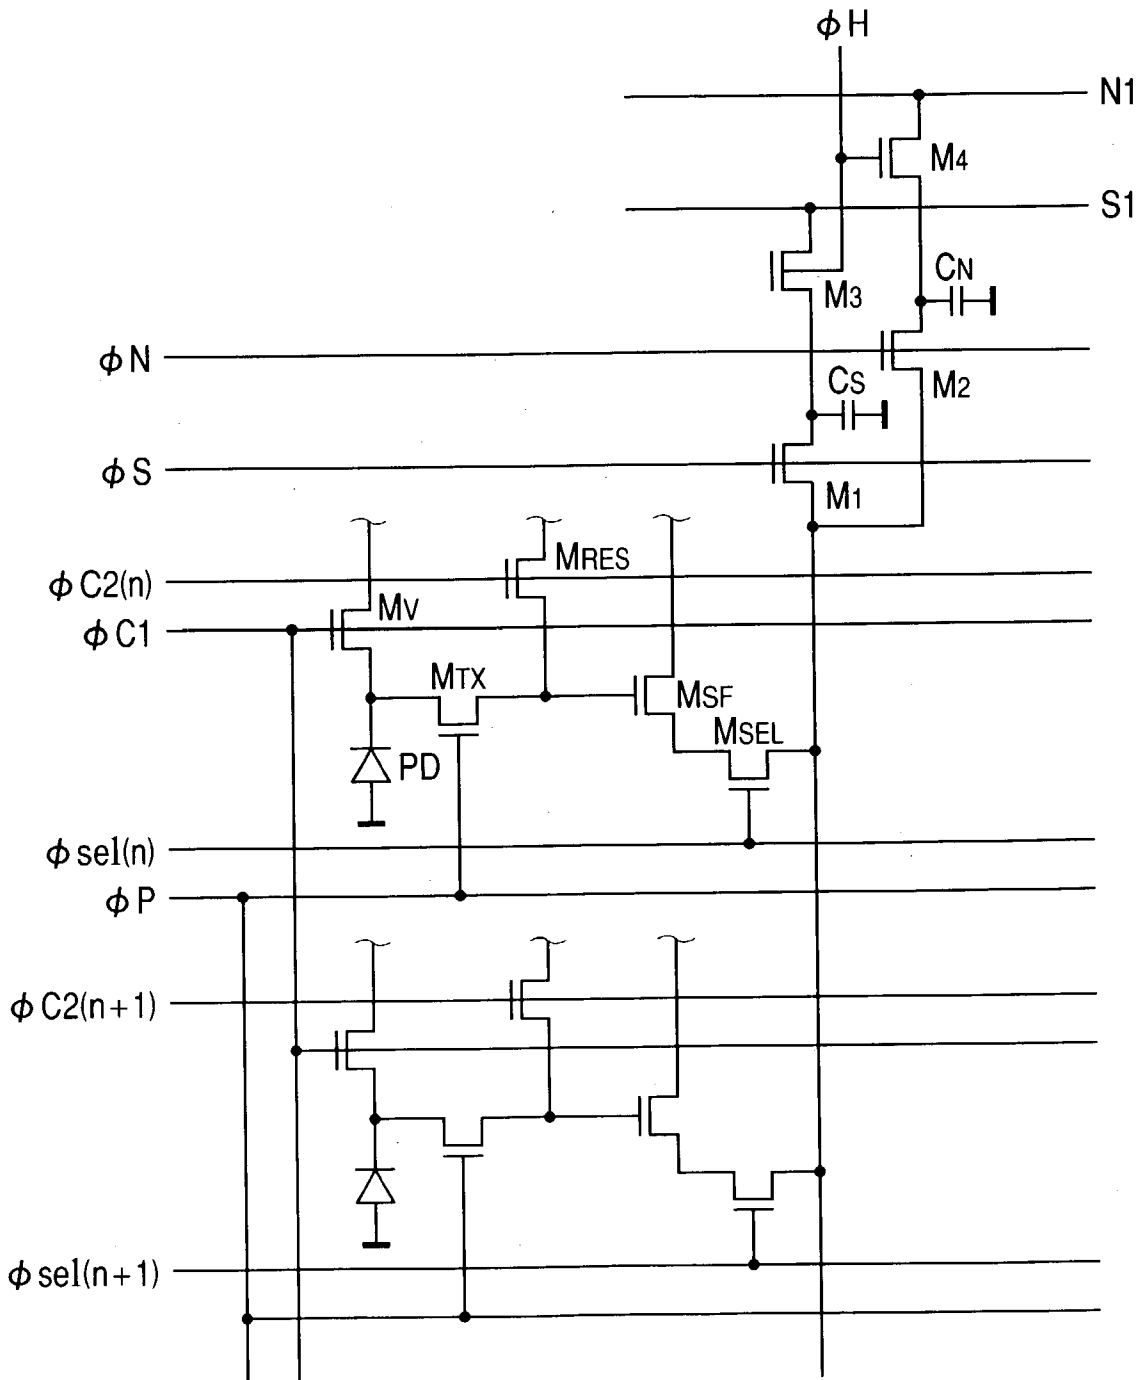 ϕH
N1
M4
S1
CN
M3
ϕN
CS
M2
ϕS
M1
MRES
ϕC2(n)
MV
ϕC1
MTX
MSF
MSEL
PD
ϕsel(n)
ϕP
ϕC2(n+1)
ϕsel(n+1)